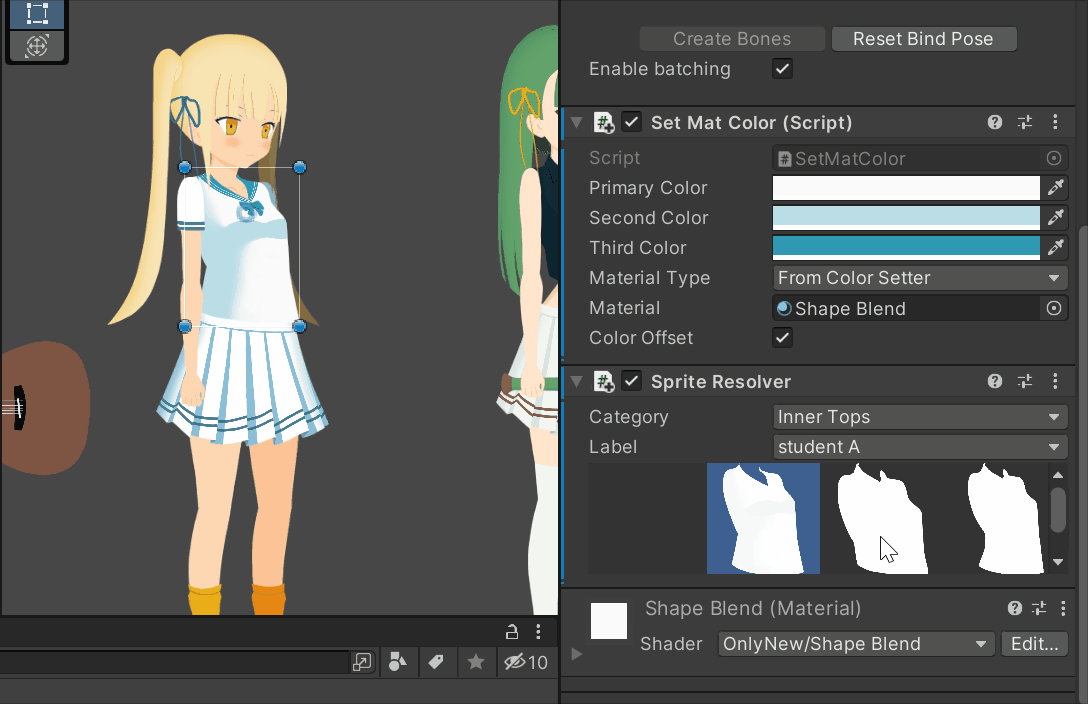 Create Bones
Reset Bind Pose
Enable batching
Set Mat Color (Script)
Script
SetMatColor
Primary Color
Second Color
Third Color
Material Type
From Color Setter
Material
Shape Blend
Color Offset
Sprite Resolver
Category
Inner Tops
Label
student A
Shape Blend (Material)
Shader
OnlyNew/Shape Blend
Edit...
10